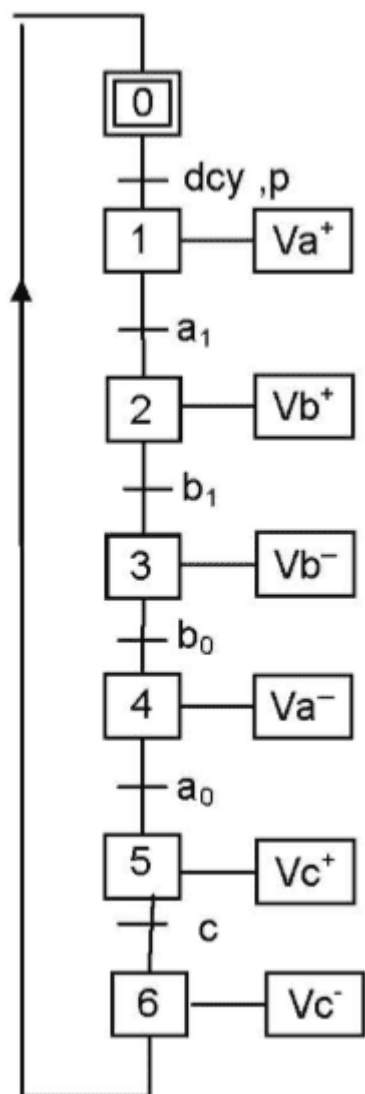 0
dcy ,p
1 Va⁺
a₁
2 Vb⁺
b₁
3 Vb⁻
b₀
4 Va⁻
a₀
5 Vc⁺
c
6 Vc⁻